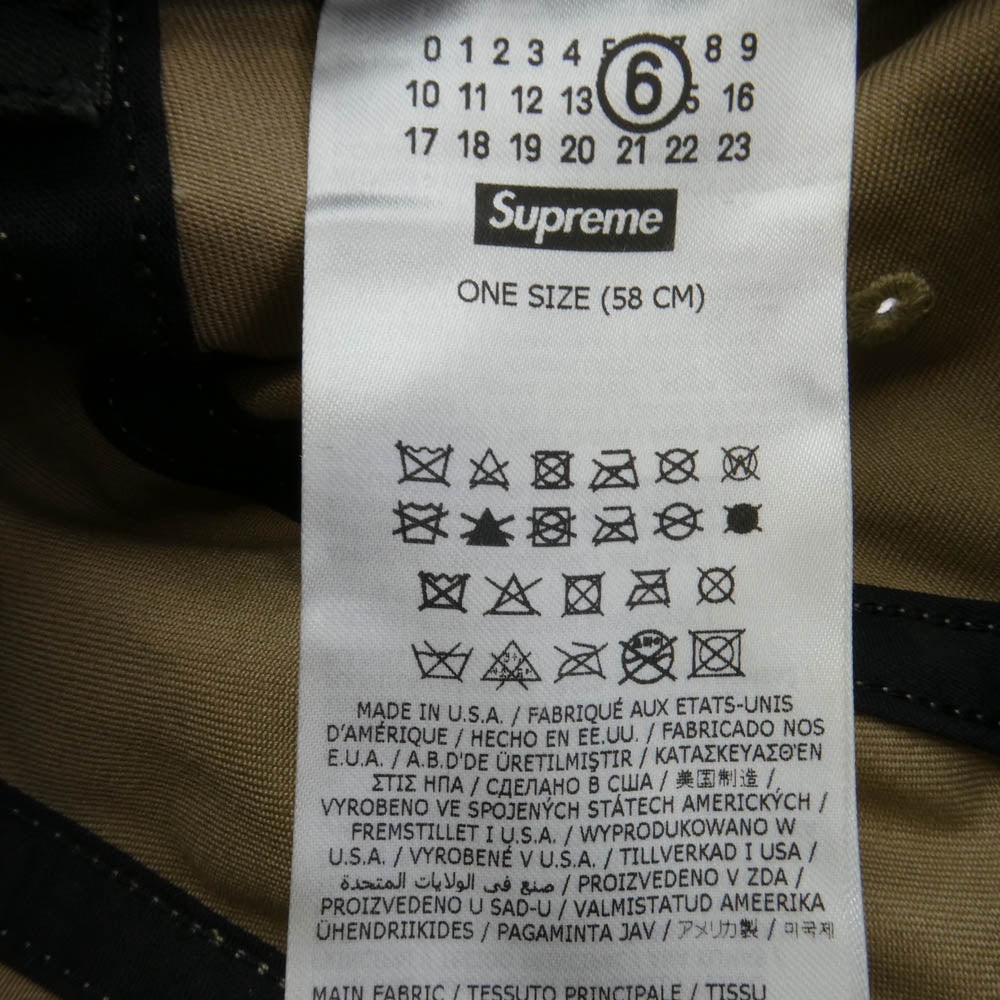 0 1 2 3 4 5 6 7 8 9
10 11 12 13 15 16
17 18 19 20 21 22 23
Supreme
ONE SIZE (58 CM)
MADE IN U.S.A. / FABRIQUÉ AUX ETATS-UNIS
D'AMÉRIQUE / HECHO EN EE.UU. / FABRICADO NOS
E.U.A. / A.B.D'DE ÜRETILMIŞTIR / ΚΑΤΑΣΚΕΥΑΣΘ'ΕΝ
ΣΤΙΣ ΗΠΑ / СДЕЛАНО В США / 美国制造 /
VYROBENO VE SPOJENÝCH STÁTECH AMERICKÝCH /
FREMSTILLET I U.S.A. / WYPRODUKOWANO W
U.S.A. / VYROBENÉ V U.S.A. / TILLVERKAD I USA /
صنع في الولايات المتحدة / PROIZVEDENO V ZDA /
PROIZVEDENO U SAD-U / VALMISTATUD AMEERIKA
ÜHENDRIIKIDES / PAGAMINTA JAV / アメリカ製 / 미국제
MAIN FABRIC / TESSUTO PRINCIPALE / TISSU